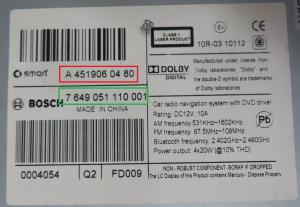 CLASS 1
LASER PRODUCT
10R-03 10112
smart
A 451906 04 80
DOLBY
DIGITAL
Manufactured under license from
Dolby laboratories "Dolby" and
the double-D symbol are trademarks
of Dolby laboratories
BOSCH
7 649 051 110 001
MADE IN CHINA
Car radio navigation system with DVD driver
Rating: DC12V, 10A
AM frequency range: 531KHz ~ 1602KHz
FM frequency range: 87.5MHz~108MHz
Bluetooth frequency range: 2.402GHz - 2.480GHz
Power output power: 4x20W (@10% THD)
NON - ROBUST COMPONENT-SCRAP IF DROPPED
The LC Display of this Product contains Mercury - Dispose
0004054
Q2
FD009